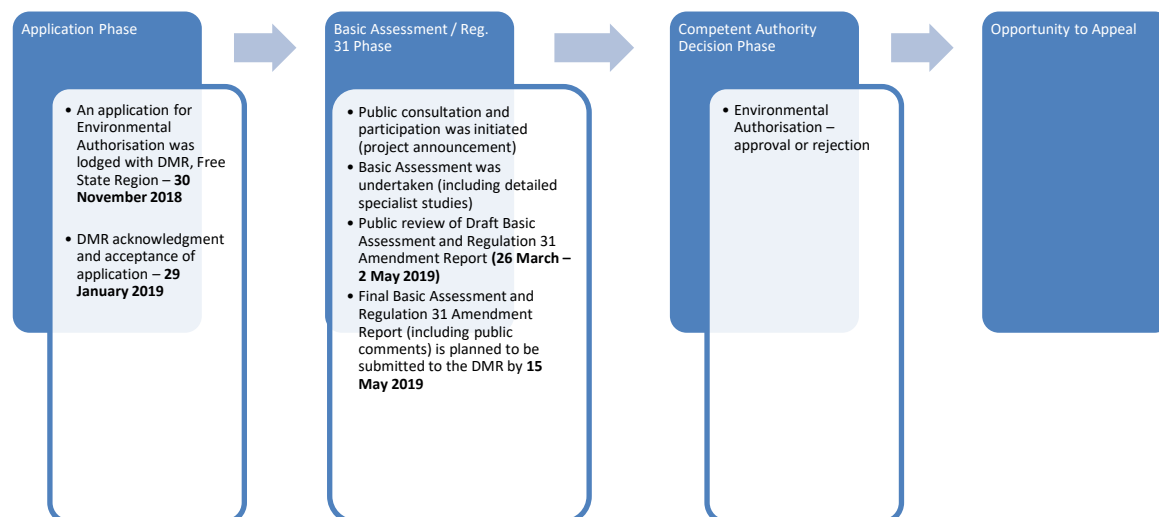 Application Phase
• An application for
Environmental
Authorisation was
lodged with DMR, Free
State Region – 30
November 2018
• DMR acknowledgment
and acceptance of
application – 29
January 2019
Basic Assessment / Reg.
31 Phase
• Public consultation and
participation was initiated
(project announcement)
• Basic Assessment was
undertaken (including detailed
specialist studies)
• Public review of Draft Basic
Assessment and Regulation 31
Amendment Report (26 March –
2 May 2019)
• Final Basic Assessment and
Regulation 31 Amendment
Report (including public
comments) is planned to be
submitted to the DMR by 15
May 2019
Competent Authority
Decision Phase
• Environmental
Authorisation –
approval or rejection
Opportunity to Appeal